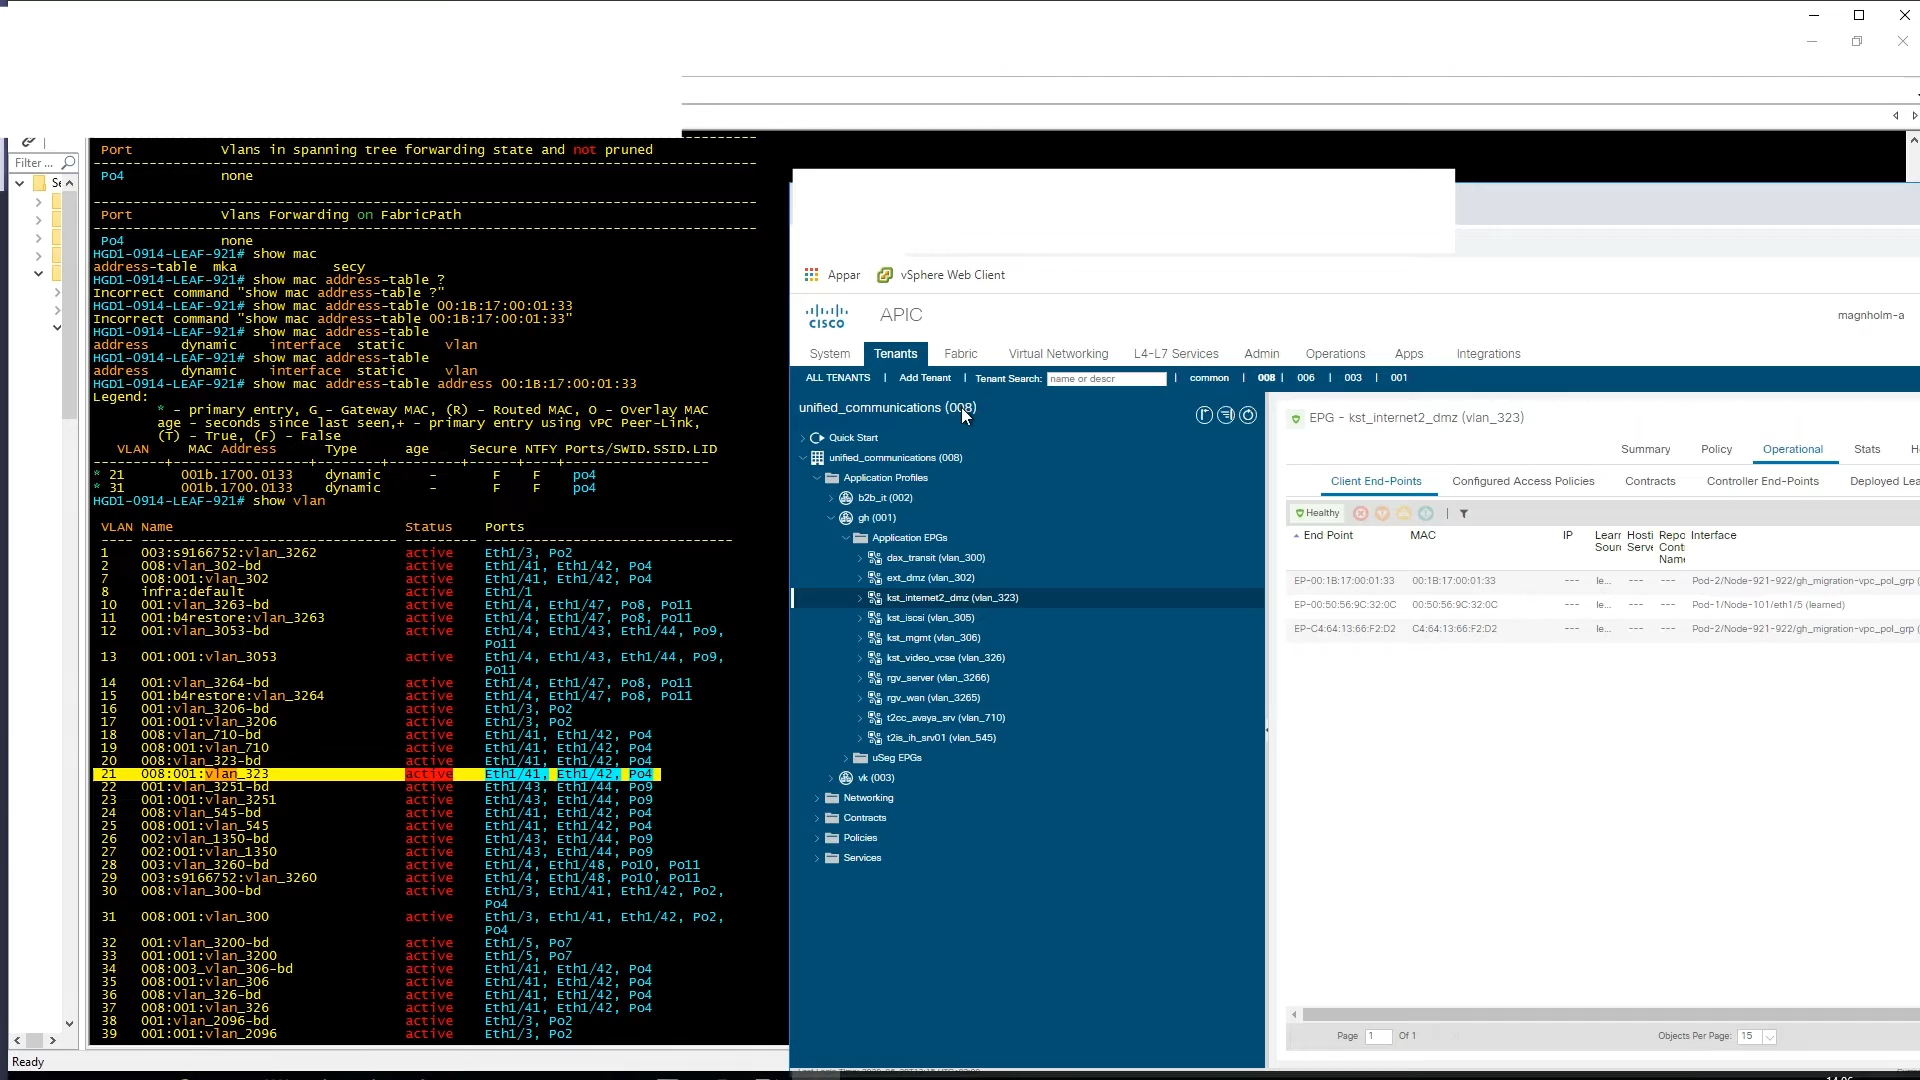 Filter ...
Port Vlans in spanning tree forwarding state and not pruned
Po4 none
Port Vlans Forwarding on FabricPath
Po4 none
HGD1-0914-LEAF-921# show mac
address-table mka secy
HGD1-0914-LEAF-921# show mac address-table ?
Incorrect command "show mac address-table ?"
HGD1-0914-LEAF-921# show mac address-table 00:1B:17:00:01:33
Incorrect command "show mac address-table 00:1B:17:00:01:33"
HGD1-0914-LEAF-921# show mac address-table
address dynamic interface static vlan
HGD1-0914-LEAF-921# show mac address-table
address dynamic interface static vlan
HGD1-0914-LEAF-921# show mac address-table address 00:1B:17:00:01:33
Legend:
* - primary entry, G - Gateway MAC, (R) - Routed MAC, O - Overlay MAC
age - seconds since last seen,+ - primary entry using vPC Peer-Link,
(T) - True, (F) - False
VLAN MAC Address Type age Secure NTFY Ports/SWID.SSID.LID
---------+-----------------+--------+---------+------+----+------------------
* 21 001b.1700.0133 dynamic - F F po4
* 31 001b.1700.0133 dynamic - F F po4
HGD1-0914-LEAF-921# show vlan
VLAN Name Status Ports
1 003:s9166752:vlan_3262 active Eth1/3, Po2
2 008:vlan_302-bd active Eth1/41, Eth1/42, Po4
7 008:001:vlan_302 active Eth1/41, Eth1/42, Po4
8 infra:default active Eth1/1
10 001:vlan_3263-bd active Eth1/4, Eth1/47, Po8, Po11
11 001:b4restore:vlan_3263 active Eth1/4, Eth1/47, Po8, Po11
12 001:vlan_3053-bd active Eth1/4, Eth1/43, Eth1/44, Po9,
Po11
13 001:001:vlan_3053 active Eth1/4, Eth1/43, Eth1/44, Po9,
Po11
14 001:vlan_3264-bd active Eth1/4, Eth1/47, Po8, Po11
15 001:b4restore:vlan_3264 active Eth1/4, Eth1/47, Po8, Po11
16 001:vlan_3206-bd active Eth1/3, Po2
17 001:001:vlan_3206 active Eth1/3, Po2
18 008:vlan_710-bd active Eth1/41, Eth1/42, Po4
19 008:001:vlan_710 active Eth1/41, Eth1/42, Po4
20 008:vlan_323-bd active Eth1/41, Eth1/42, Po4
21 008:001:vlan_323 active Eth1/41, Eth1/42, Po4
22 001:vlan_3251-bd active Eth1/43, Eth1/44, Po9
23 001:001:vlan_3251 active Eth1/43, Eth1/44, Po9
24 008:vlan_545-bd active Eth1/41, Eth1/42, Po4
25 008:001:vlan_545 active Eth1/41, Eth1/42, Po4
26 002:vlan_1350-bd active Eth1/43, Eth1/44, Po9
27 002:001:vlan_1350 active Eth1/43, Eth1/44, Po9
28 003:vlan_3260-bd active Eth1/4, Eth1/48, Po10, Po11
29 003:s9166752:vlan_3260 active Eth1/4, Eth1/48, Po10, Po11
30 008:vlan_300-bd active Eth1/3, Eth1/41, Eth1/42, Po2,
Po4
31 008:001:vlan_300 active Eth1/3, Eth1/41, Eth1/42, Po2,
Po4
32 001:vlan_3200-bd active Eth1/5, Po7
33 001:001:vlan_3200 active Eth1/5, Po7
34 008:003_vlan_306-bd active Eth1/41, Eth1/42, Po4
35 008:001:vlan_306 active Eth1/41, Eth1/42, Po4
36 008:vlan_326-bd active Eth1/41, Eth1/42, Po4
37 008:001:vlan_326 active Eth1/41, Eth1/42, Po4
38 001:vlan_2096-bd active Eth1/3, Po2
39 001:001:vlan_2096 active Eth1/3, Po2
Ready
Appar vSphere Web Client
CISCO APIC magnholm-a
System Tenants Fabric Virtual Networking L4-L7 Services Admin Operations Apps Integrations
ALL TENANTS | Add Tenant | Tenant Search: name or descr | common | 008 | 006 | 003 | 001
unified_communications (008)
Quick Start
unified_communications (008)
Application Profiles
b2b_it (002)
gh (001)
Application EPGs
dax_transit (vlan_300)
ext_dmz (vlan_302)
kst_internet2_dmz (vlan_323)
kst_iscsi (vlan_305)
kst_mgmt (vlan_306)
kst_video_vcse (vlan_326)
rgv_server (vlan_3266)
rgv_wan (vlan_3265)
t2cc_avaya_srv (vlan_710)
t2is_ih_srv01 (vlan_545)
uSeg EPGs
vk (003)
Networking
Contracts
Policies
Services
EPG - kst_internet2_dmz (vlan_323)
Summary Policy Operational Stats
Client End-Points Configured Access Policies Contracts Controller End-Points Deployed Lea
Healthy
End Point MAC IP Learn Sourc Hosti Serve Repo Contr Name Interface
EP-00:1B:17:00:01:33 00:1B:17:00:01:33 --- le... --- --- Pod-2/Node-921-922/gh_migration-vpc_pol_grp (
EP-00:50:56:9C:32:0C 00:50:56:9C:32:0C --- le... --- --- Pod-1/Node-101/eth1/5 (learned)
EP-C4:64:13:66:F2:D2 C4:64:13:66:F2:D2 --- le... --- --- Pod-2/Node-921-922/gh_migration-vpc_pol_grp (
Page 1 Of 1 Objects Per Page: 15